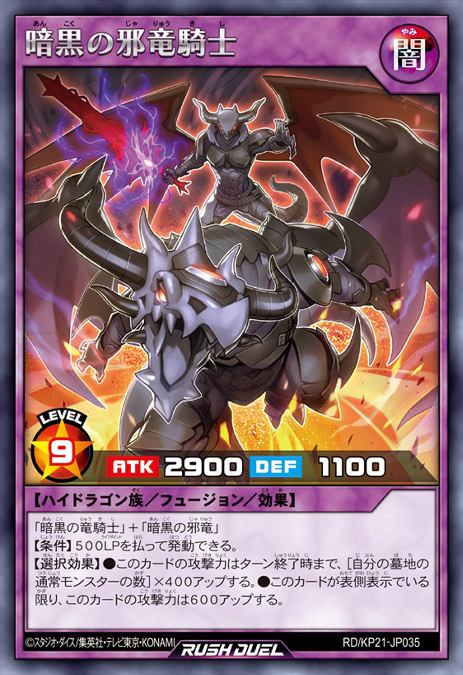 暗黒の邪竜騎士
闇
LEVEL
9
ATK 2900 DEF 1100
【ハイドラゴン族／フュージョン／効果】
「暗黒の竜騎士」+「暗黒の邪竜」
【条件】500LPを払って発動できる。
【選択効果】●このカードの攻撃力はターン終了時まで、[自分の墓地の
通常モンスターの数]×400アップする。●このカードが表側表示でいる
限り、このカードの攻撃力は600アップする。
©スタジオ・ダイス/集英社・テレビ東京・KONAMI RUSH DUEL RD/KP21-JP035